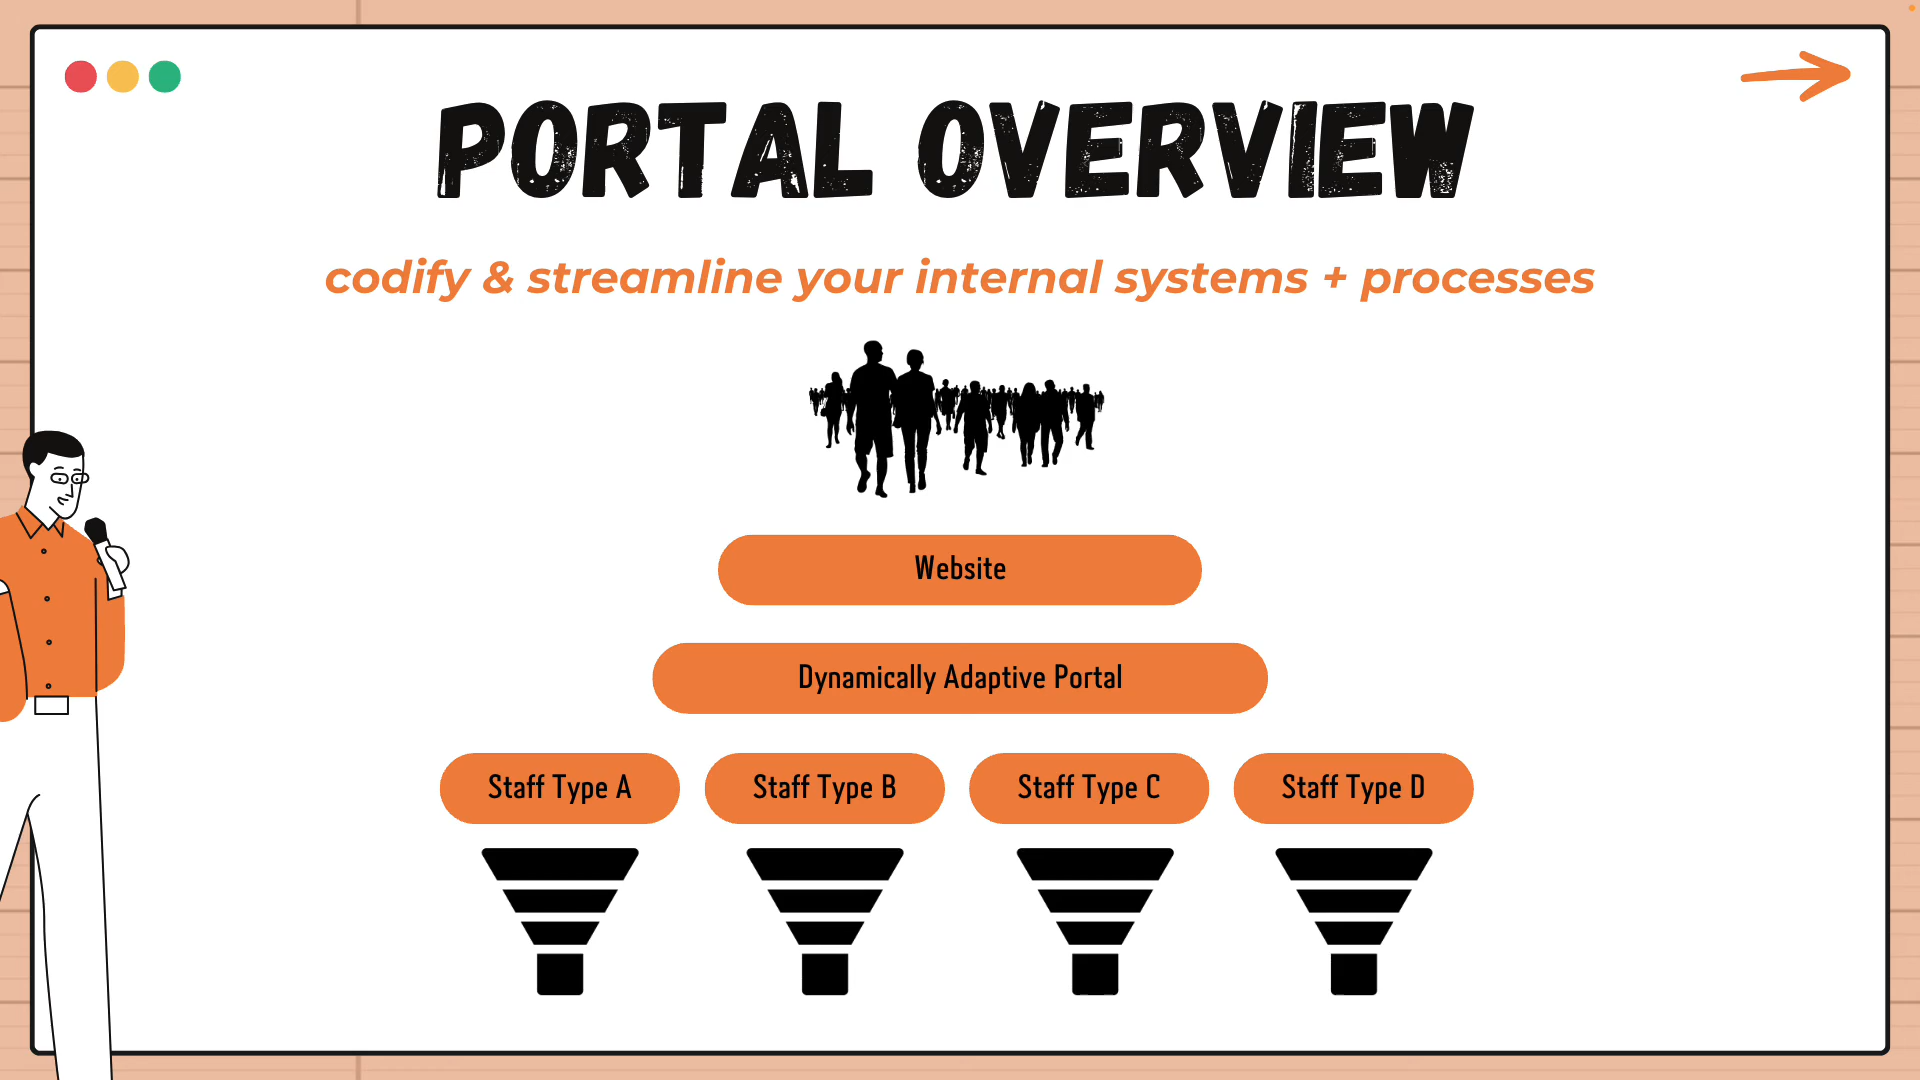 PORTAL OVERVIEW
codify & streamline your internal systems + processes
Website
Dynamically Adaptive Portal
Staff Type A
Staff Type B
Staff Type C
Staff Type D